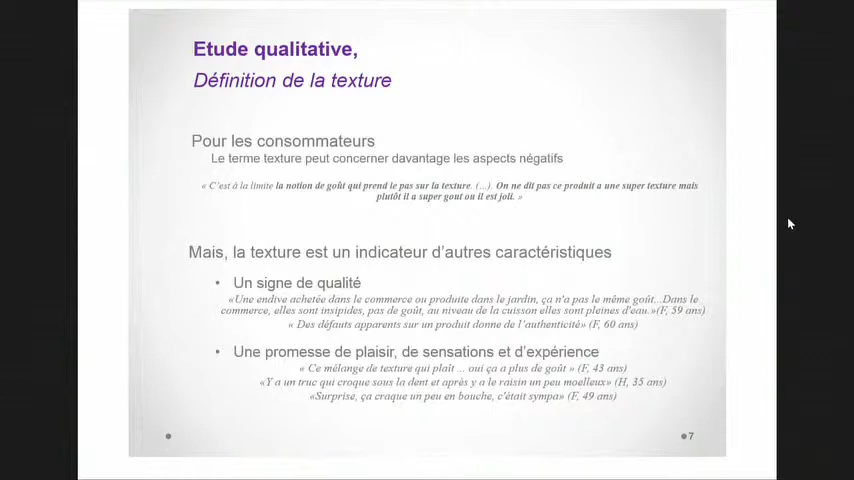 Etude qualitative,
Définition de la texture
Pour les consommateurs
Le terme texture peut concerner davantage les aspects négatifs
« C'est à la limite la notion de goût qui prend le pas sur la texture. (…). On ne dit pas ce produit a une super texture mais
plutôt il a super gout ou il est joli. »
Mais, la texture est un indicateur d'autres caractéristiques
• Un signe de qualité
«Une endive achetée dans le commerce ou produite dans le jardin, ça n'a pas le même goût...Dans le
commerce, elles sont insipides, pas de goût, au niveau de la cuisson elles sont pleines d'eau.»(F, 59 ans)
« Des défauts apparents sur un produit donne de l'authenticité» (F, 60 ans)
• Une promesse de plaisir, de sensations et d'expérience
« Ce mélange de texture qui plaît ... oui ça a plus de goût » (F, 43 ans)
«Y a un truc qui croque sous la dent et après y a le raisin un peu moelleux» (H, 35 ans)
«Surprise, ça craque un peu en bouche, c'était sympa» (F, 49 ans)
7